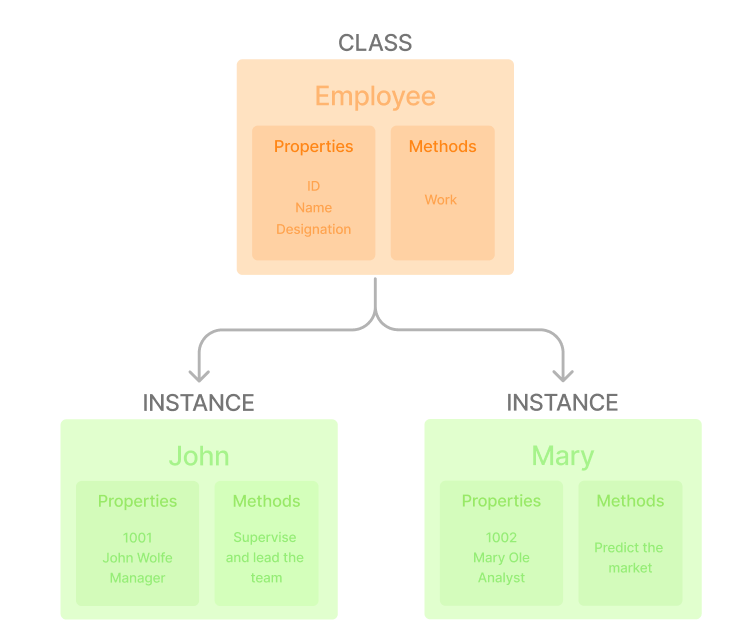 CLASS
Employee
Properties
ID
Name
Designation
Methods
Work
INSTANCE
John
Properties
1001
John Wolfe
Manager
Methods
Supervise
and lead the
team
INSTANCE
Mary
Properties
1002
Mary Ole
Analyst
Methods
Predict the
market